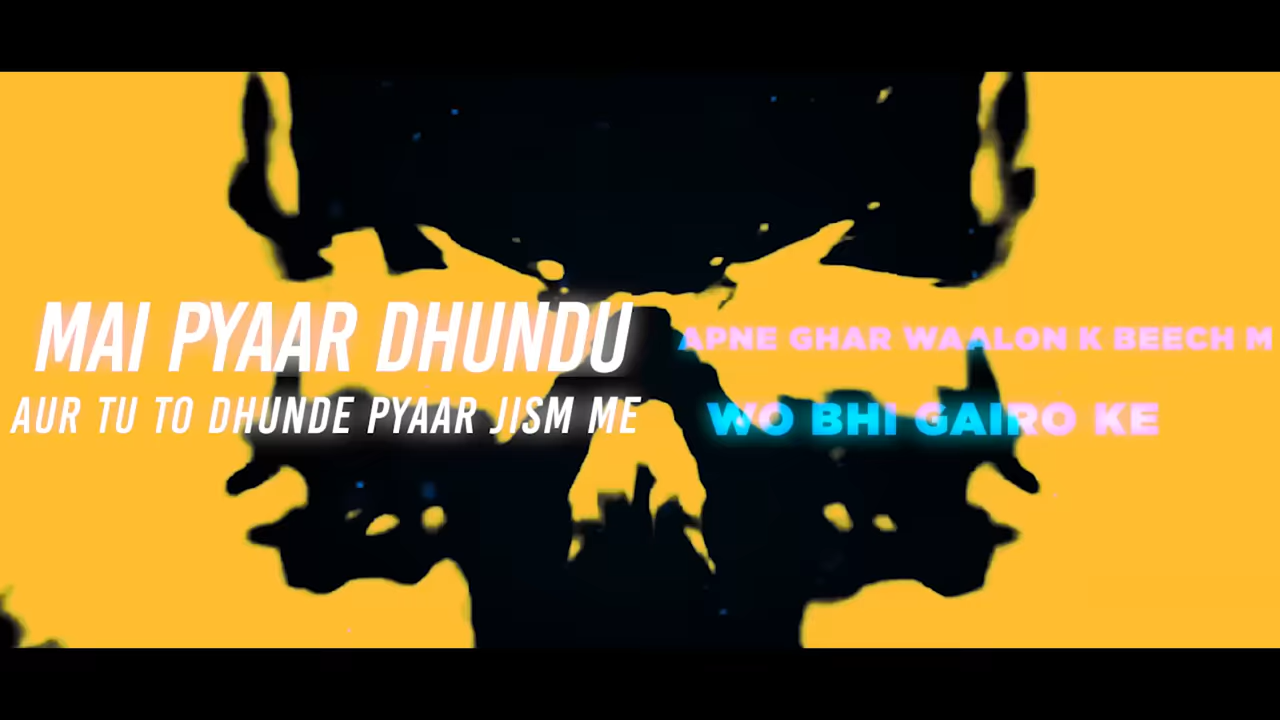 MAI PYAAR DHUNDU
AUR TU TO DHUNDE PYAAR JISM ME
APNE GHAR WAALON K BEECH M
WO BHI GAIRO KE